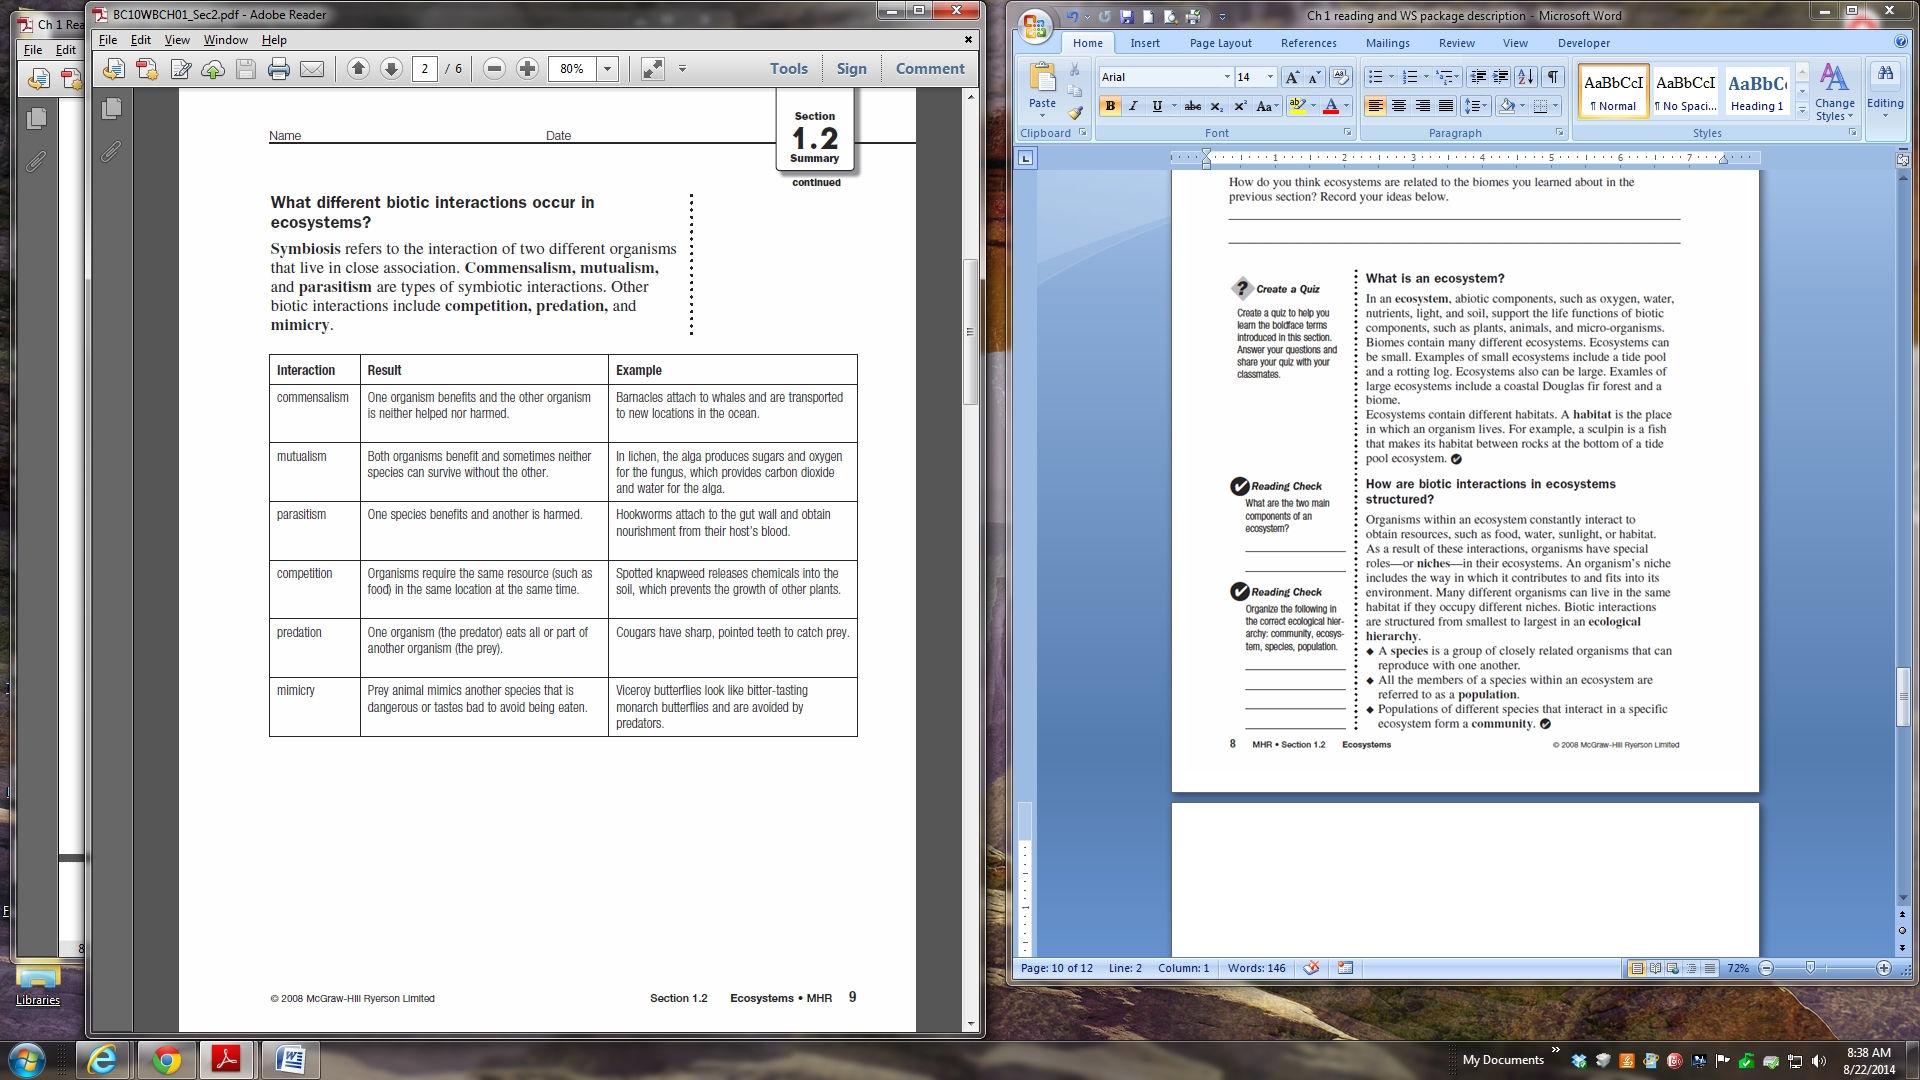 Ch 1 Rea
File Edit
BC10WBCH01_Sec2.pdf - Adobe Reader
File Edit View Window Help
2 / 6 80% Tools Sign Comment
Name Date
Section
1.2
Summary
continued
What different biotic interactions occur in
ecosystems?
Symbiosis refers to the interaction of two different organisms
that live in close association. Commensalism, mutualism,
and parasitism are types of symbiotic interactions. Other
biotic interactions include competition, predation, and
mimicry.
Interaction Result Example
commensalism One organism benefits and the other organism Barnacles attach to whales and are transported
is neither helped nor harmed. to new locations in the ocean.
mutualism Both organisms benefit and sometimes neither In lichen, the alga produces sugars and oxygen
species can survive without the other. for the fungus, which provides carbon dioxide
and water for the alga.
parasitism One species benefits and another is harmed. Hookworms attach to the gut wall and obtain
nourishment from their host's blood.
competition Organisms require the same resource (such as Spotted knapweed releases chemicals into the
food) in the same location at the same time. soil, which prevents the growth of other plants.
predation One organism (the predator) eats all or part of Cougars have sharp, pointed teeth to catch prey.
another organism (the prey).
mimicry Prey animal mimics another species that is Viceroy butterflies look like bitter-tasting
dangerous or tastes bad to avoid being eaten. monarch butterflies and are avoided by
predators.
© 2008 McGraw-Hill Ryerson Limited Section 1.2 Ecosystems • MHR 9
Ch 1 reading and WS package description - Microsoft Word
Home Insert Page Layout References Mailings Review View Developer
Arial 14
Paste
B I U abc X₂ X² Aa
AaBbCcI AaBbCcI AaBbCc
¶ Normal ¶ No Spaci... Heading 1
Change
Styles
Editing
Clipboard Font Paragraph Styles
1 2 3 4 5 6 7
How do you think ecosystems are related to the biomes you learned about in the
previous section? Record your ideas below.
? Create a Quiz
Create a quiz to help you
learn the boldface terms
introduced in this section.
Answer your questions and
share your quiz with your
classmates.
Reading Check
What are the two main
components of an
ecosystem?
Reading Check
Organize the following in
the correct ecological hier-
archy: community, ecosys-
tem, species, population.
What is an ecosystem?
In an ecosystem, abiotic components, such as oxygen, water,
nutrients, light, and soil, support the life functions of biotic
components, such as plants, animals, and micro-organisms.
Biomes contain many different ecosystems. Ecosystems can
be small. Examples of small ecosystems include a tide pool
and a rotting log. Ecosystems also can be large. Examles of
large ecosystems include a coastal Douglas fir forest and a
biome.
Ecosystems contain different habitats. A habitat is the place
in which an organism lives. For example, a sculpin is a fish
that makes its habitat between rocks at the bottom of a tide
pool ecosystem.
How are biotic interactions in ecosystems
structured?
Organisms within an ecosystem constantly interact to
obtain resources, such as food, water, sunlight, or habitat.
As a result of these interactions, organisms have special
roles—or niches—in their ecosystems. An organism's niche
includes the way in which it contributes to and fits into its
environment. Many different organisms can live in the same
habitat if they occupy different niches. Biotic interactions
are structured from smallest to largest in an ecological
hierarchy.
◆ A species is a group of closely related organisms that can
reproduce with one another.
◆ All the members of a species within an ecosystem are
referred to as a population.
◆ Populations of different species that interact in a specific
ecosystem form a community.
8 MHR • Section 1.2 Ecosystems © 2008 McGraw-Hill Ryerson Limited
Page: 10 of 12 Line: 2 Column: 1 Words: 146 72%
Libraries
My Documents »
8:38 AM
8/22/2014